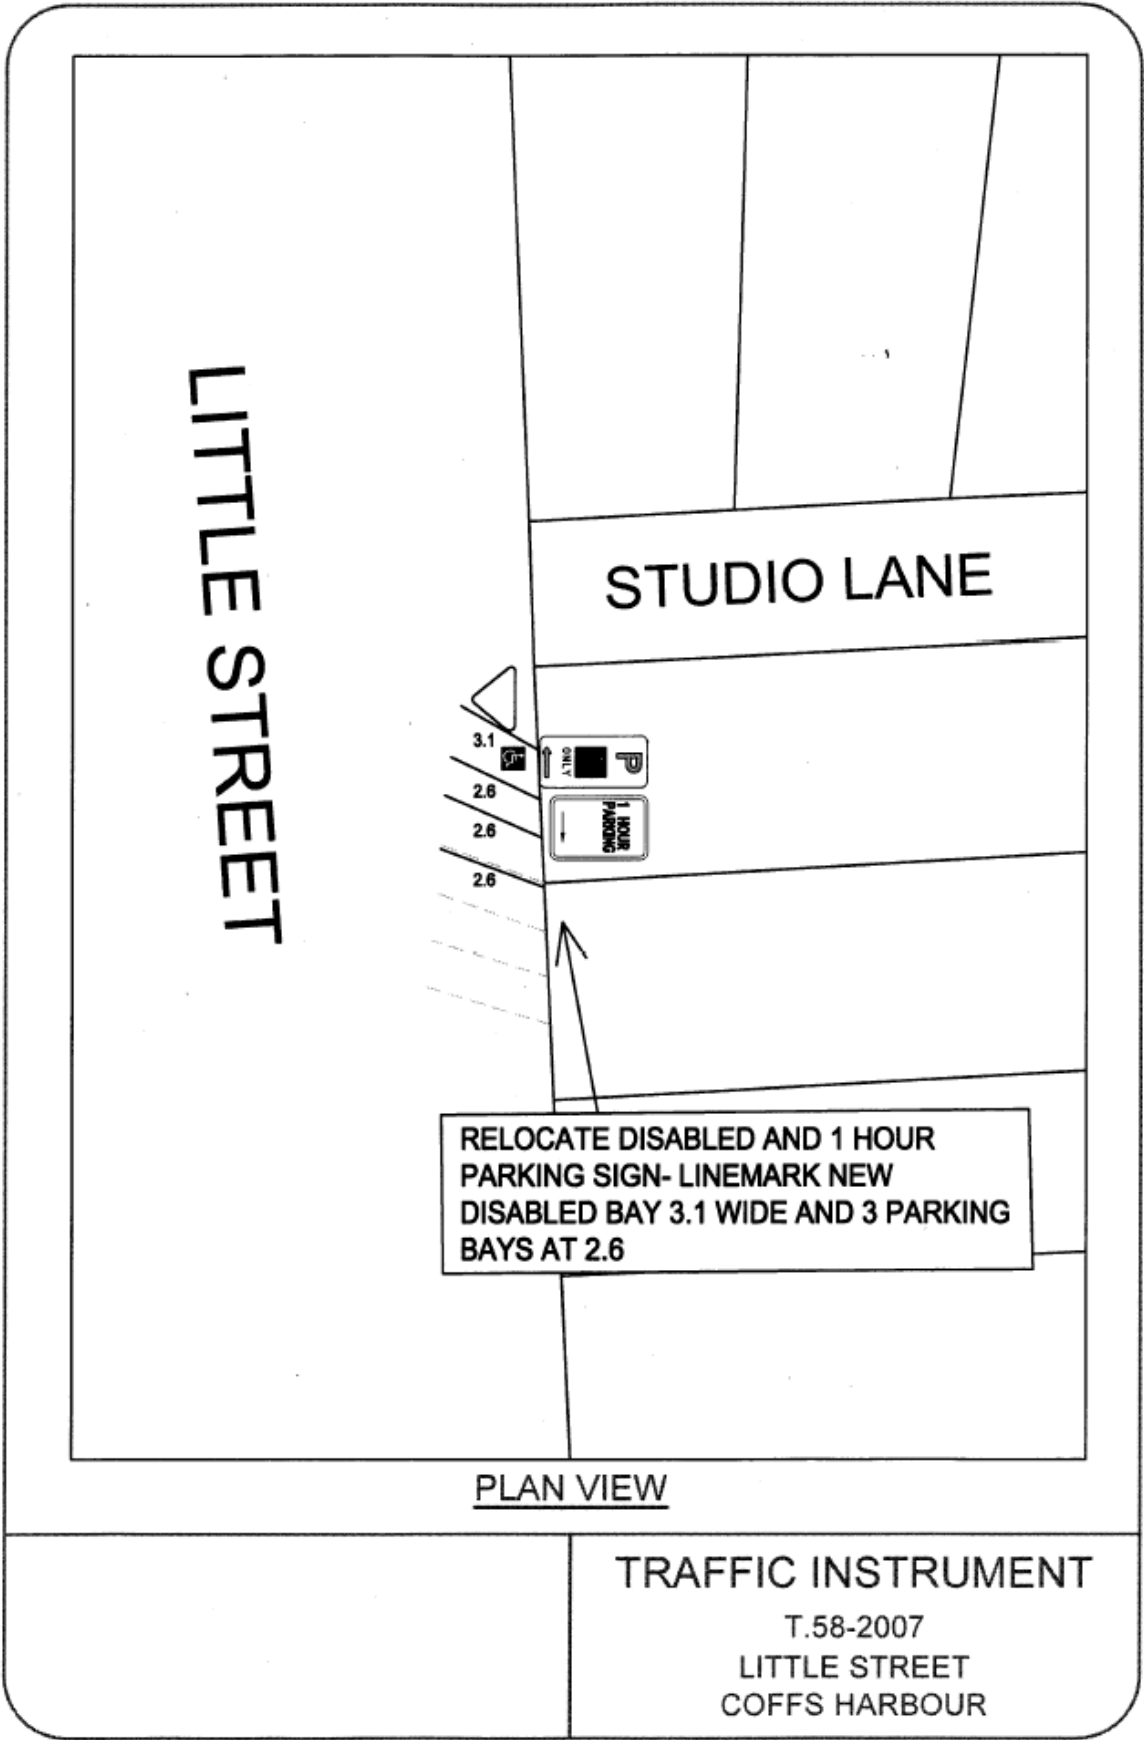 LITTLE STREET
STUDIO LANE
3.1
P
ONLY
2.6
1 HOUR
PARKING
2.6
2.6
RELOCATE DISABLED AND 1 HOUR
PARKING SIGN- LINEMARK NEW
DISABLED BAY 3.1 WIDE AND 3 PARKING
BAYS AT 2.6
PLAN VIEW
TRAFFIC INSTRUMENT
T.58-2007
LITTLE STREET
COFFS HARBOUR